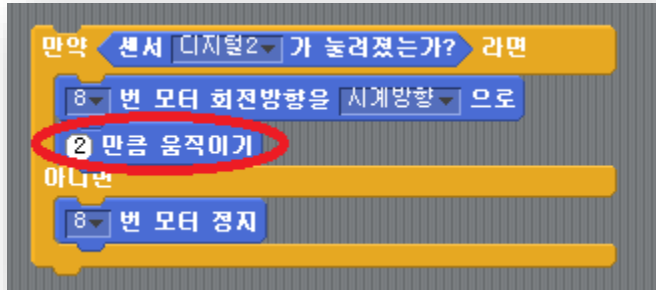 만약 센서 디지털2 가 눌려졌는가? 라면
8 번 모터 회전방향을 시계방향 으로
2 만큼 움직이기
아니면
8 번 모터 정지